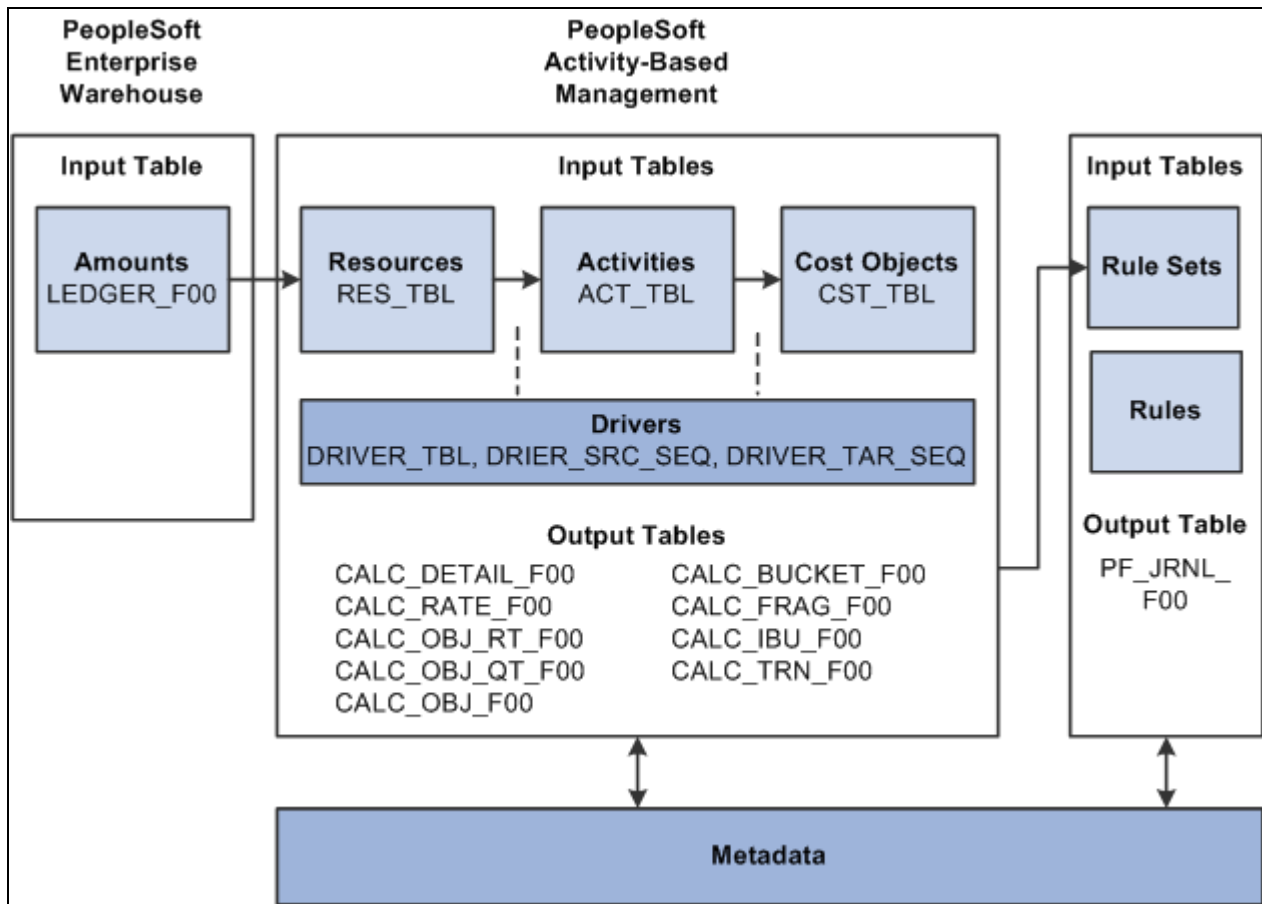 PeopleSoft
Enterprise
Warehouse
PeopleSoft
Activity-Based
Management
Input Table
Amounts
LEDGER_F00
Input Tables
Resources
RES_TBL
Activities
ACT_TBL
Cost Objects
CST_TBL
Drivers
DRIVER_TBL, DRIER_SRC_SEQ, DRIVER_TAR_SEQ
Output Tables
CALC_DETAIL_F00
CALC_RATE_F00
CALC_OBJ_RT_F00
CALC_OBJ_QT_F00
CALC_OBJ_F00
CALC_BUCKET_F00
CALC_FRAG_F00
CALC_IBU_F00
CALC_TRN_F00
Input Tables
Rule Sets
Rules
Output Table
PF_JRNL_
F00
Metadata